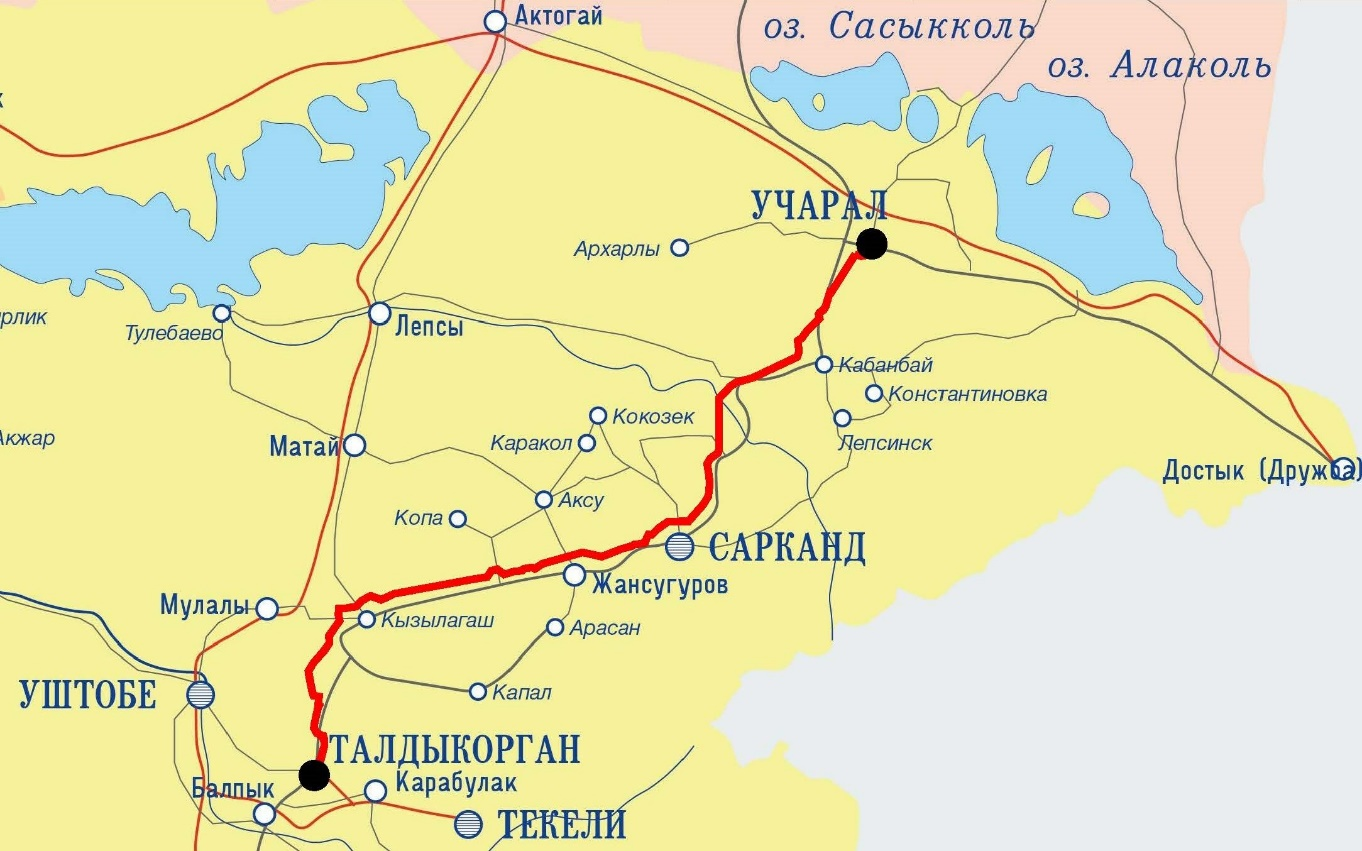 Актогай
оз. Сасықколь
оз. Алаколь
УЧАРАЛ
Архарлы
Тулебаево
Лепсы
Кабанбай
Константиновка
Кокозек
Лепсинск
Каракол
Матай
Достык (Дружба)
Аксу
Копа
САРКАНД
Жансугуров
Мулалы
Кызылагаш
Арасан
УШТОБЕ
Капал
ТАЛДЫКОРГАН
Балпык
Карабулак
ТЕКЕЛИ